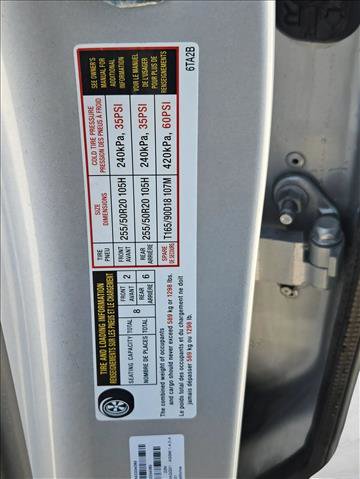 TIRE AND LOADING INFORMATION
RENSEIGNEMENTS SUR LES PNEUS ET LE CHARGEMENT
SEATING CAPACITY TOTAL 8 FRONT 2 REAR 6
NOMBRE DE PLACES TOTAL AVANT ARRIÈRE
The combined weight of occupants
and cargo should never exceed 589 kg or 1298 lbs.
Le poids total des occupants et du chargement ne doit
jamais dépasser 589 kg ou 1298 lb.
TIRE SIZE COLD TIRE PRESSURE
PNEU DIMENSIONS PRESSION DES PNEUS À FROID
FRONT 255/50R20 105H 240kPa, 35PSI
AVANT
REAR 255/50R20 105H 240kPa, 35PSI
ARRIÈRE
SPARE T165/90D18 107M 420kPa, 60PSI
DE SECOURS
SEE OWNER'S
MANUAL FOR
ADDITIONAL
INFORMATION
VOIR LE MANUEL
DE L'USAGER
POUR PLUS DE
RENSEIGNEMENTS
6TA2B